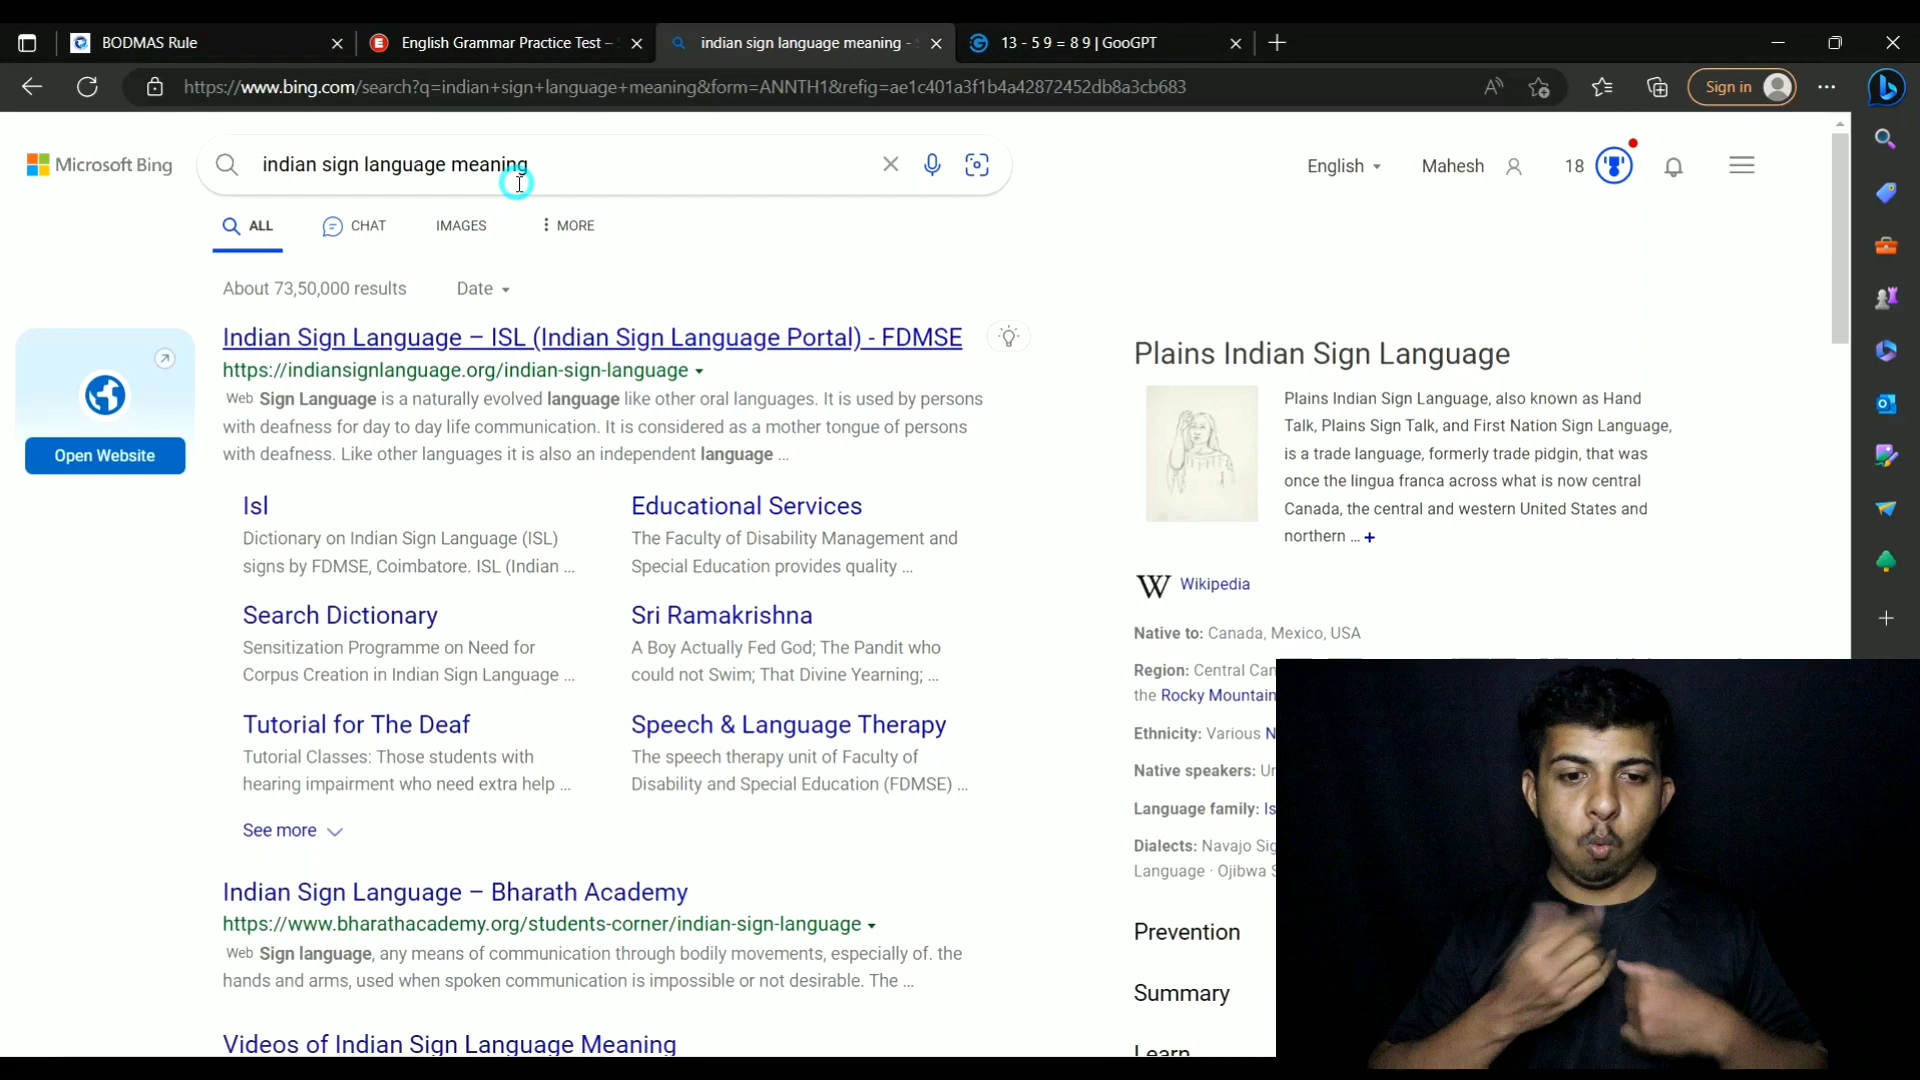 BODMAS Rule
English Grammar Practice Test –
indian sign language meaning -
13 - 5 9 = 8 9 | GooGPT
https://www.bing.com/search?q=indian+sign+language+meaning&form=ANNTH1&refig=ae1c401a3f1b4a42872452db8a3cb683
Sign in
Microsoft Bing
indian sign language meaning
English
Mahesh
18
ALL
CHAT
IMAGES
MORE
About 73,50,000 results
Date
Open Website
Indian Sign Language – ISL (Indian Sign Language Portal) - FDMSE
https://indiansignlanguage.org/indian-sign-language
Web Sign Language is a naturally evolved language like other oral languages. It is used by persons
with deafness for day to day life communication. It is considered as a mother tongue of persons
with deafness. Like other languages it is also an independent language ...
Isl
Dictionary on Indian Sign Language (ISL)
signs by FDMSE, Coimbatore. ISL (Indian ...
Educational Services
The Faculty of Disability Management and
Special Education provides quality ...
Search Dictionary
Sensitization Programme on Need for
Corpus Creation in Indian Sign Language ...
Sri Ramakrishna
A Boy Actually Fed God; The Pandit who
could not Swim; That Divine Yearning; ...
Tutorial for The Deaf
Tutorial Classes: Those students with
hearing impairment who need extra help ...
Speech & Language Therapy
The speech therapy unit of Faculty of
Disability and Special Education (FDMSE) ...
See more
Indian Sign Language – Bharath Academy
https://www.bharathacademy.org/students-corner/indian-sign-language
Web Sign language, any means of communication through bodily movements, especially of. the
hands and arms, used when spoken communication is impossible or not desirable. The ...
Videos of Indian Sign Language Meaning
Plains Indian Sign Language
Plains Indian Sign Language, also known as Hand
Talk, Plains Sign Talk, and First Nation Sign Language,
is a trade language, formerly trade pidgin, that was
once the lingua franca across what is now central
Canada, the central and western United States and
northern ... +
W Wikipedia
Native to: Canada, Mexico, USA
Region: Central Can
the Rocky Mountain
Ethnicity: Various N
Native speakers: Un
Language family: Is
Dialects: Navajo Sig
Language · Ojibwa S
Prevention
Summary
Learn